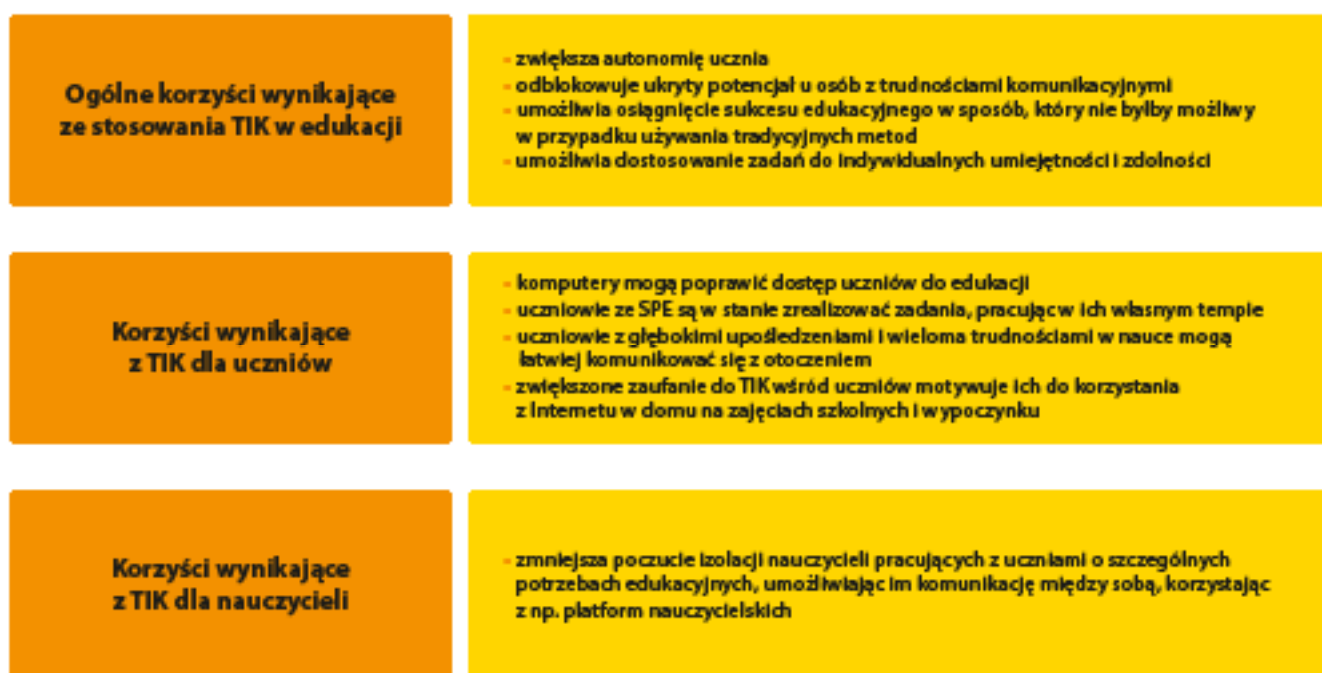 Ogólne korzyści wynikające
ze stosowania TIK w edukacji
- zwiększa autonomię ucznia
- odblokowuje ukryty potencjał u osób z trudnościami komunikacyjnymi
- umożliwia osiągnięcie sukcesu edukacyjnego w sposób, który nie byłby możliwy
w przypadku używania tradycyjnych metod
- umożliwia dostosowanie zadań do indywidualnych umiejętności i zdolności
Korzyści wynikające
z TIK dla uczniów
- komputery mogą poprawić dostęp uczniów do edukacji
- uczniowie ze SPE są w stanie zrealizować zadania, pracując w ich własnym tempie
- uczniowie z głębokimi upośledzeniami i wieloma trudnościami w nauce mogą
łatwiej komunikować się z otoczeniem
- zwiększone zaufanie do TIK wśród uczniów motywuje ich do korzystania
z Internetu w domu na zajęciach szkolnych i wypoczynku
Korzyści wynikające
z TIK dla nauczycieli
- zmniejsza poczucie izolacji nauczycieli pracujących z uczniami o szczególnych
potrzebach edukacyjnych, umożliwiając im komunikację między sobą, korzystając
z np. platform nauczycielskich